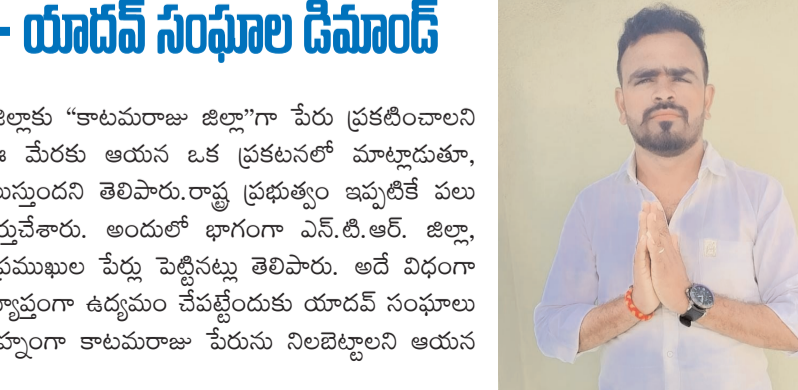 - యాదవ్ సంఘాల డిమాండ్
జిల్లాకు “కాటమరాజు జిల్లా”గా పేరు ప్రకటించాలని
ఈ మేరకు ఆయన ఒక ప్రకటనలో మాట్లాడుతూ,
తెలిపారు.రాష్ట్ర ప్రభుత్వం ఇప్పటికే పలు
అందులో భాగంగా ఎన్.టి.ఆర్. జిల్లా,
ప్రముఖుల పేర్లు పెట్టినట్లు తెలిపారు. అదే విధంగా
ఉద్యమం చేపట్టేందుకు యాదవ్ సంఘాలు
కాటమరాజు పేరును నిలబెట్టాలని ఆయన